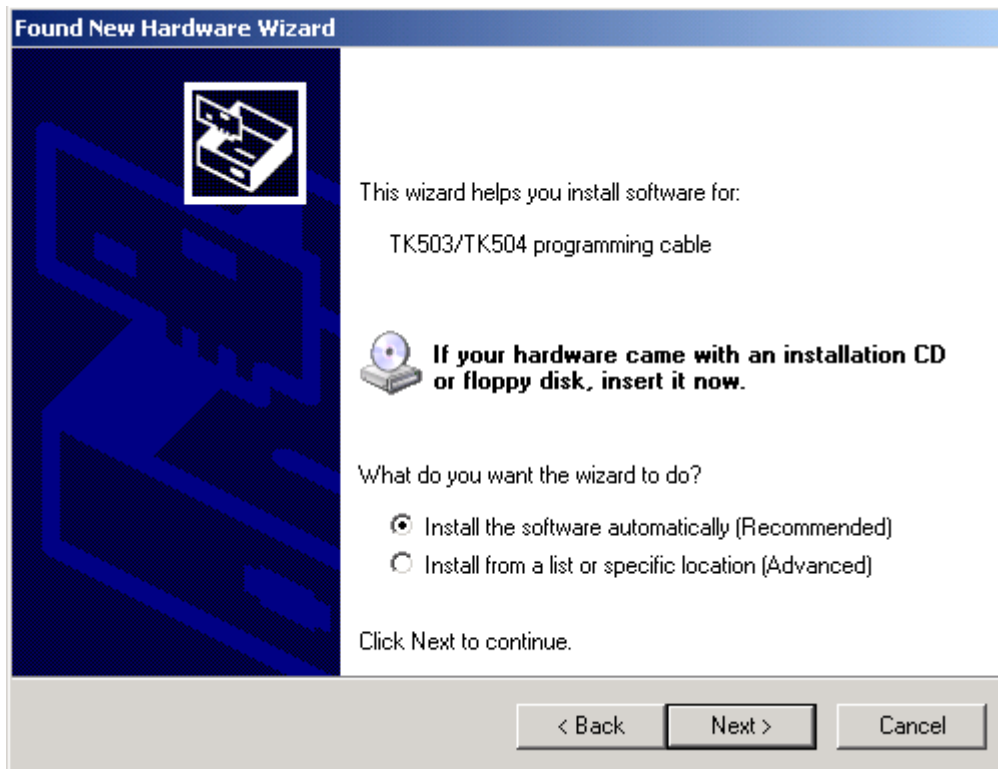 Found New Hardware Wizard
This wizard helps you install software for:
TK503/TK504 programming cable
If your hardware came with an installation CD
or floppy disk, insert it now.
What do you want the wizard to do?
Install the software automatically (Recommended)
Install from a list or specific location (Advanced)
Click Next to continue.
< Back
Next >
Cancel